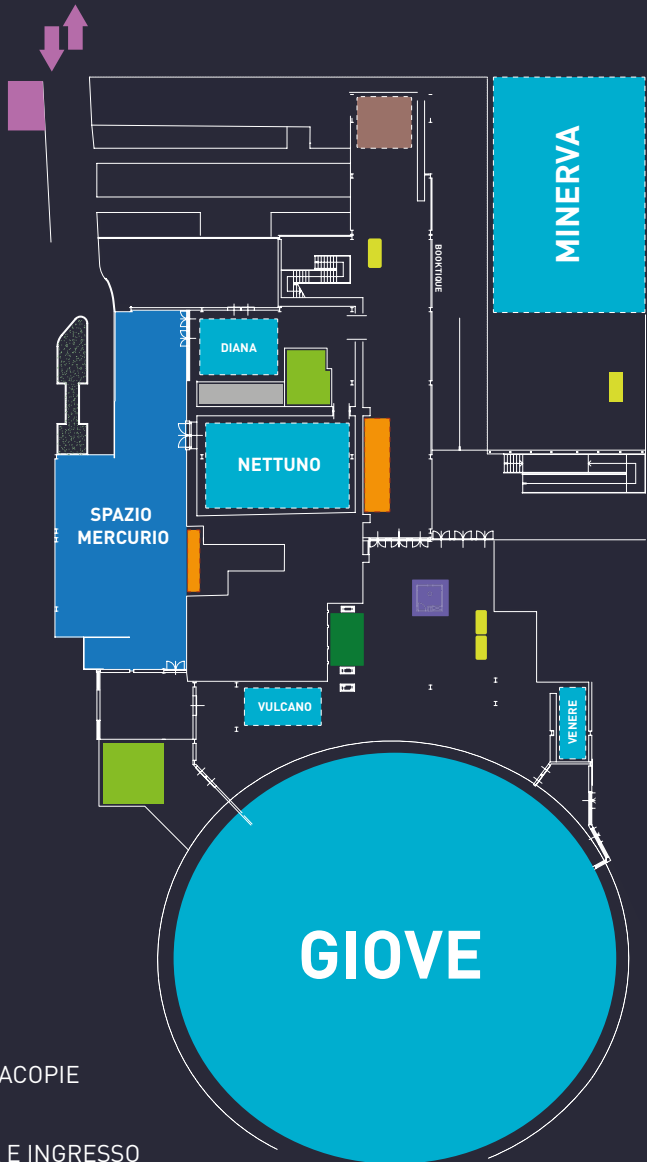 MINERVA
BOOKTIQUE
DIANA
NETTUNO
SPAZIO
MERCURIO
VULCANO
VENERE
GIOVE
ACOPIE
E INGRESSO